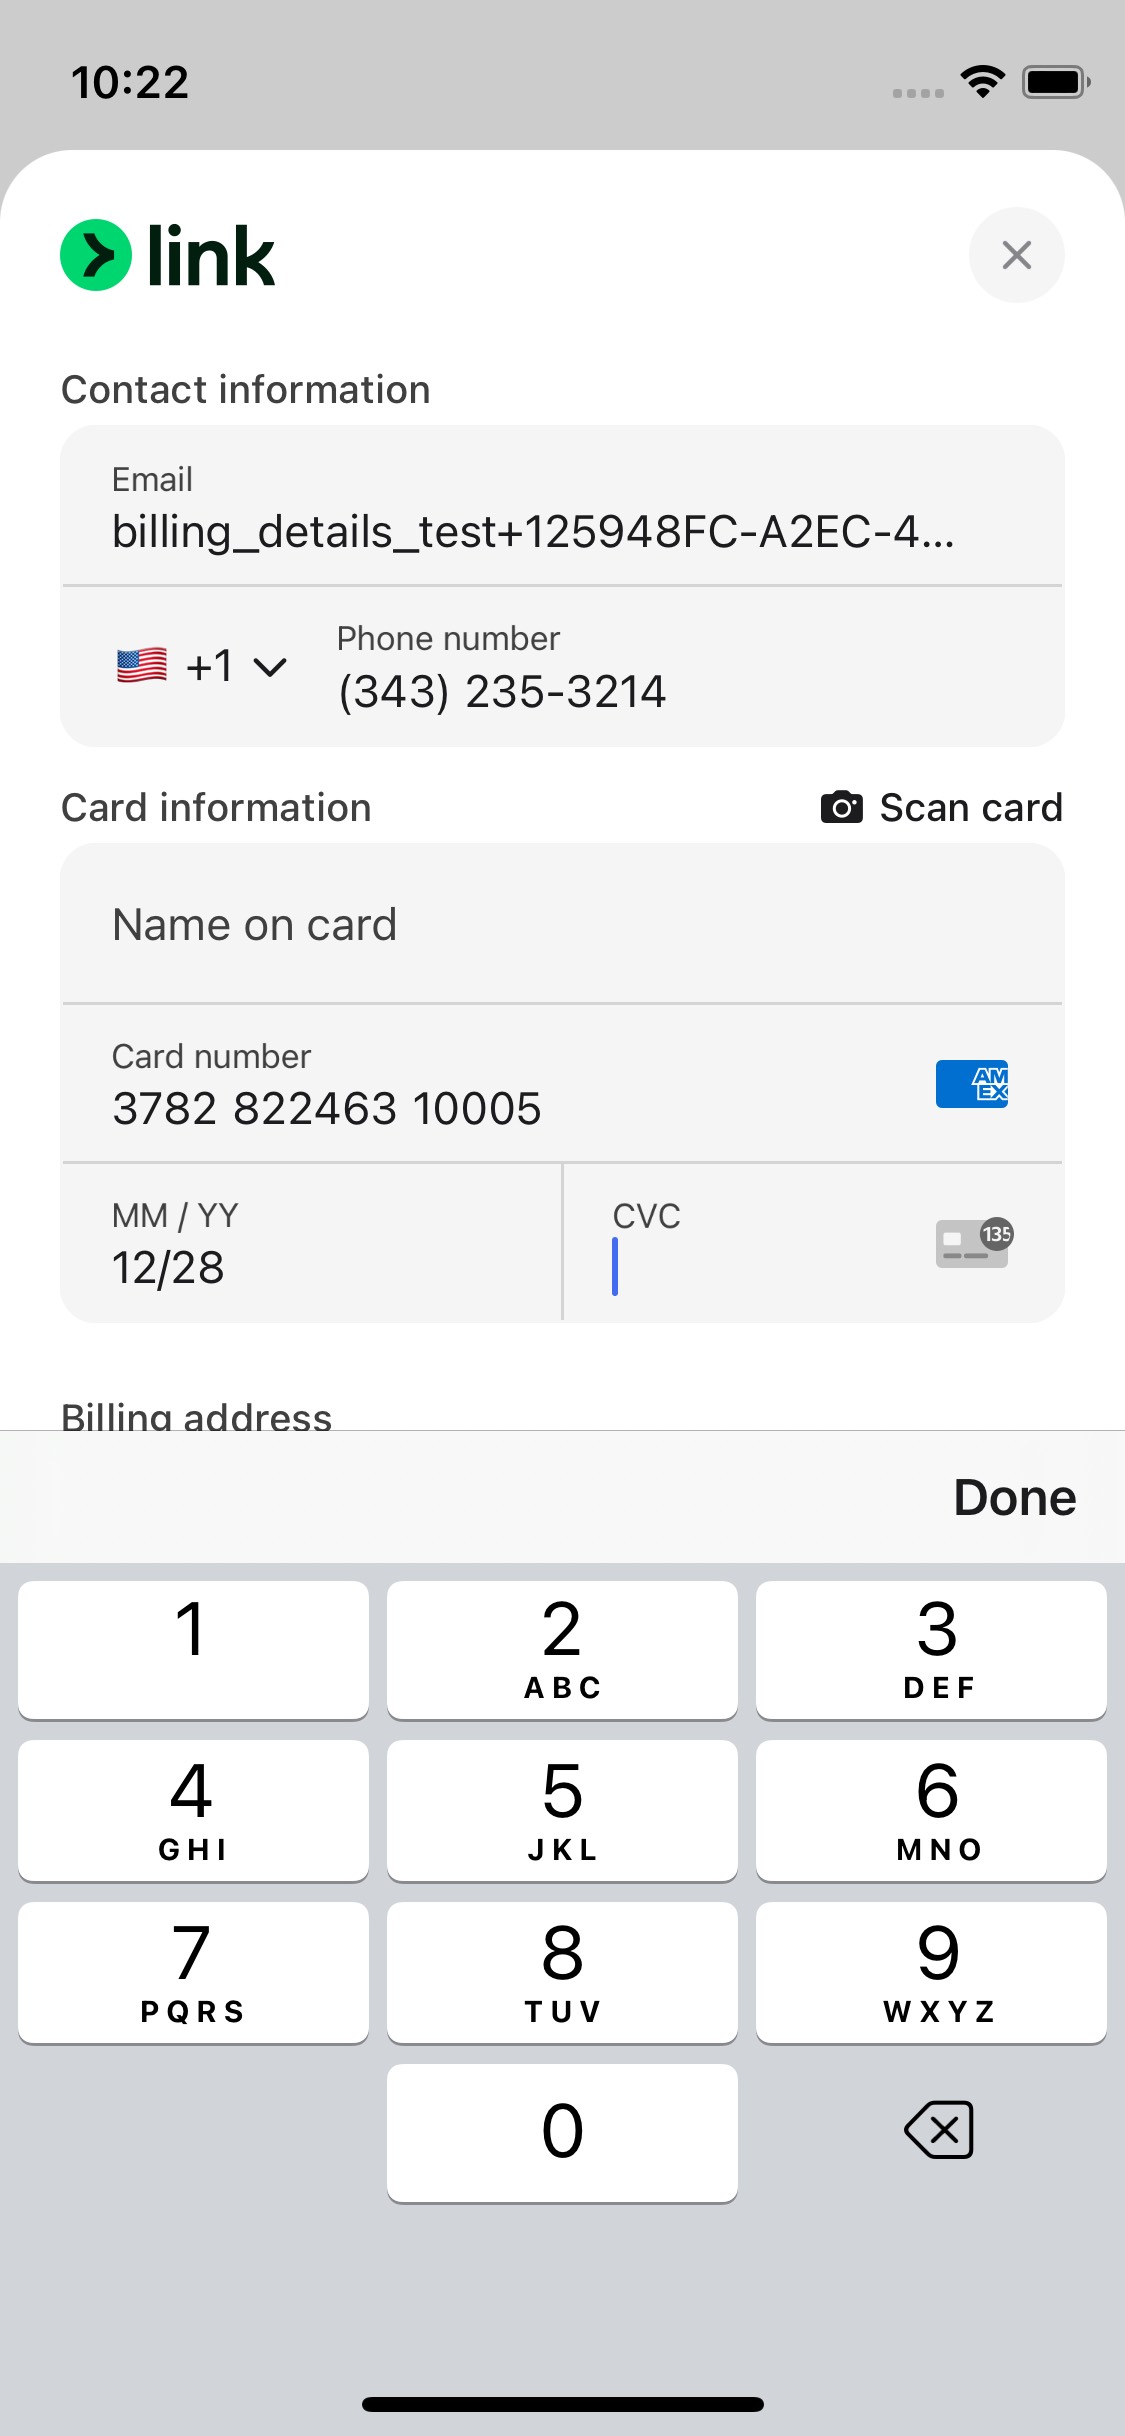 10:22
link
Contact information
Email
billing_details_test+125948FC-A2EC-4...
+1
Phone number
(343) 235-3214
Card information
Scan card
Name on card
Card number
3782 822463 10005
AM
EX
MM / YY
12/28
CVC
135
Billing address
Done
1
2
ABC
3
DEF
4
GHI
5
JKL
6
MNO
7
PQRS
8
TUV
9
WXYZ
0